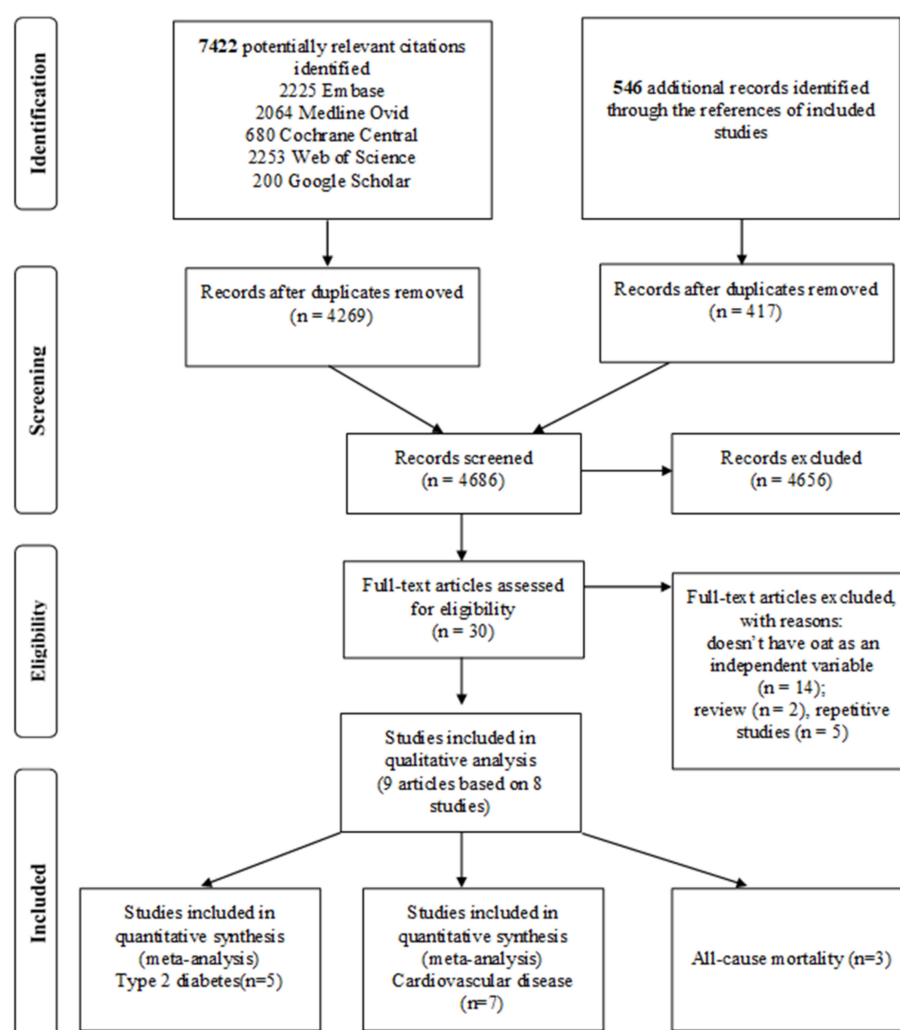 Identification
7422 potentially relevant citations
identified
2225 Embase
2064 Medline Ovid
680 Cochrane Central
2253 Web of Science
200 Google Scholar
546 additional records identified
through the references of included
studies
Screening
Records after duplicates removed
(n = 4269)
Records after duplicates removed
(n = 417)
Records screened
(n = 4686)
Records excluded
(n = 4656)
Eligibility
Full-text articles assessed
for eligibility
(n = 30)
Full-text articles excluded,
with reasons:
doesn't have oat as an
independent variable
(n = 14);
review (n = 2), repetitive
studies (n = 5)
Studies included in
qualitative analysis
(9 articles based on 8
studies)
Included
Studies included in
quantitative synthesis
(meta-analysis)
Type 2 diabetes(n=5)
Studies included in
quantitative synthesis
(meta-analysis)
Cardiovascular disease
(n=7)
All-cause mortality (n=3)